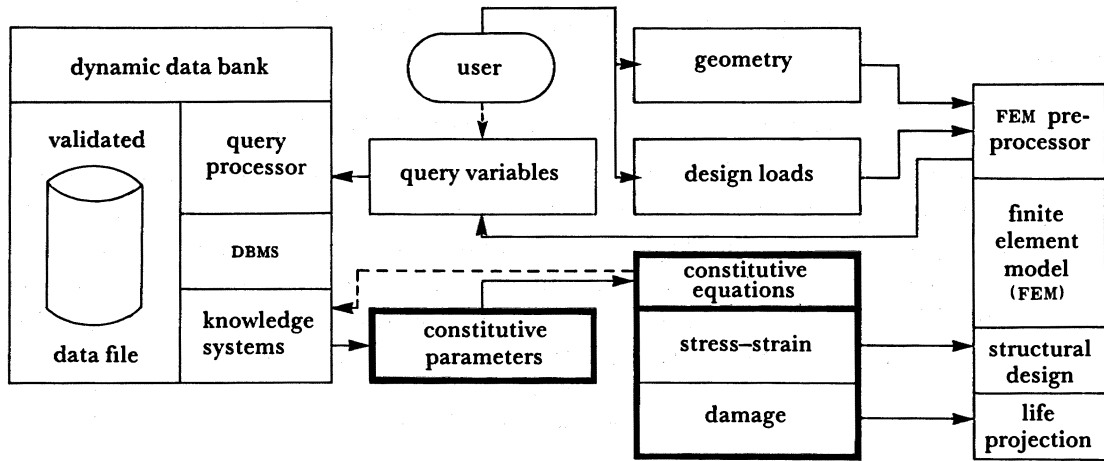 dynamic data bank
validated
data file
query
processor
DBMS
knowledge
systems
user
query variables
constitutive
parameters
geometry
design loads
constitutive
equations
stress–strain
damage
FEM pre-
processor
finite
element
model
(FEM)
structural
design
life
projection